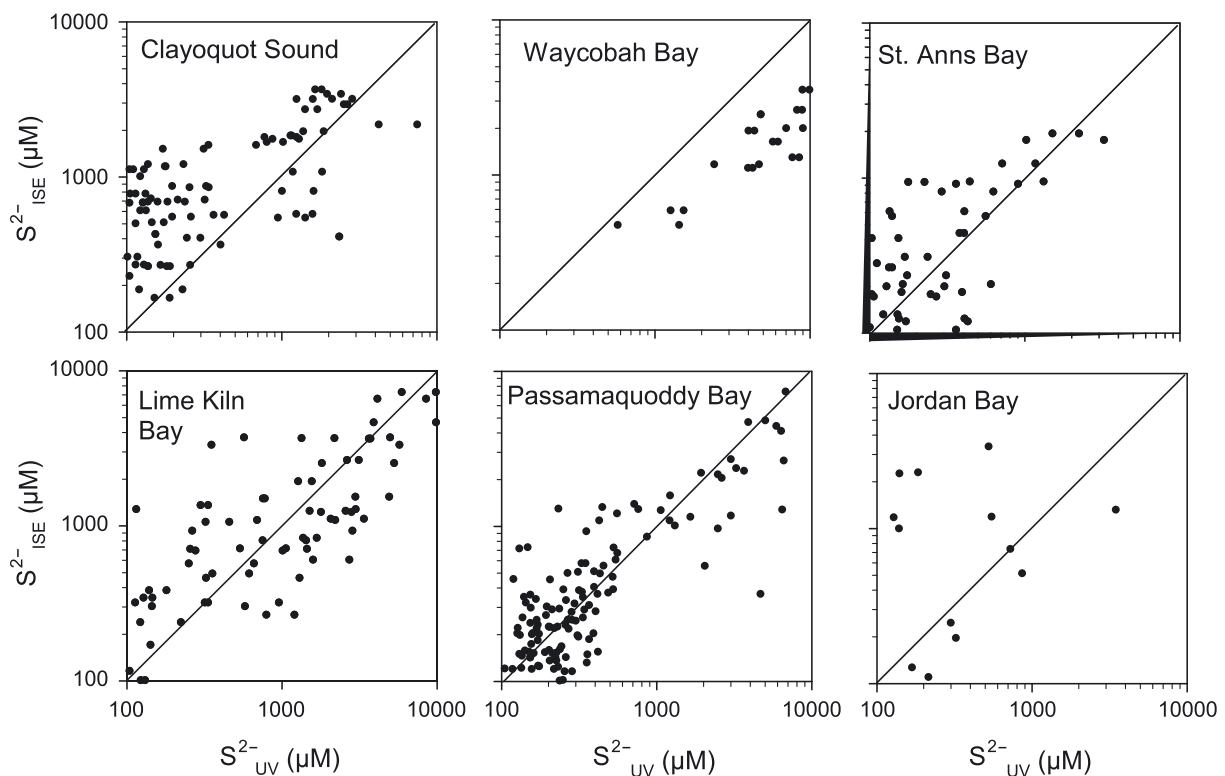 10000
Clayoquot Sound
Waycobah Bay
St. Anns Bay
S²⁻ISE (μM)
1000
100
1000
10000
10000
Lime Kiln
Bay
Passamaquoddy Bay
Jordan Bay
S²⁻ISE (μM)
1000
100
100 1000 10000 100 1000 10000 100 1000 10000
S²⁻UV (μM) S²⁻UV (μM) S²⁻UV (μM)